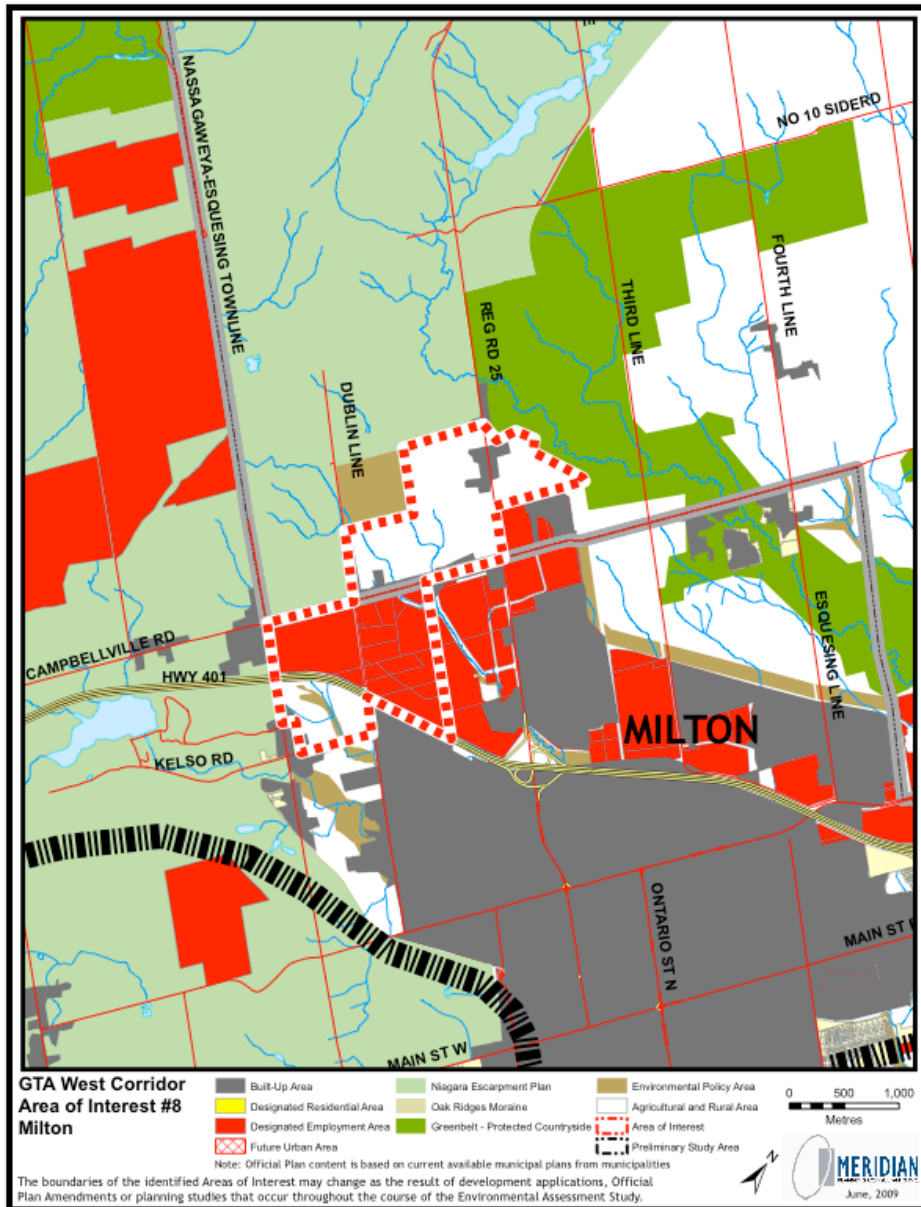 NASSAGAWEYA-ESQUESING TOWNLINE
NO 10 SIDERD
REG RD 25
THIRD LINE
FOURTH LINE
DUBLIN LINE
ESQUESING LINE
CAMPBELLVILLE RD
HWY 401
MILTON
KELSO RD
ONTARIO ST N
MAIN ST E
MAIN ST W
GTA West Corridor
Area of Interest #8
Milton
Built-Up Area
Designated Residential Area
Designated Employment Area
Future Urban Area
Niagara Escarpment Plan
Oak Ridges Moraine
Greenbelt - Protected Countryside
Environmental Policy Area
Agricultural and Rural Area
Area of Interest
Preliminary Study Area
0 500 1,000
Metres
Note: Official Plan content is based on current available municipal plans from municipalities
The boundaries of the identified Areas of Interest may change as the result of development applications, Official
Plan Amendments or planning studies that occur throughout the course of the Environmental Assessment Study.
MERIDIAN
June, 2009